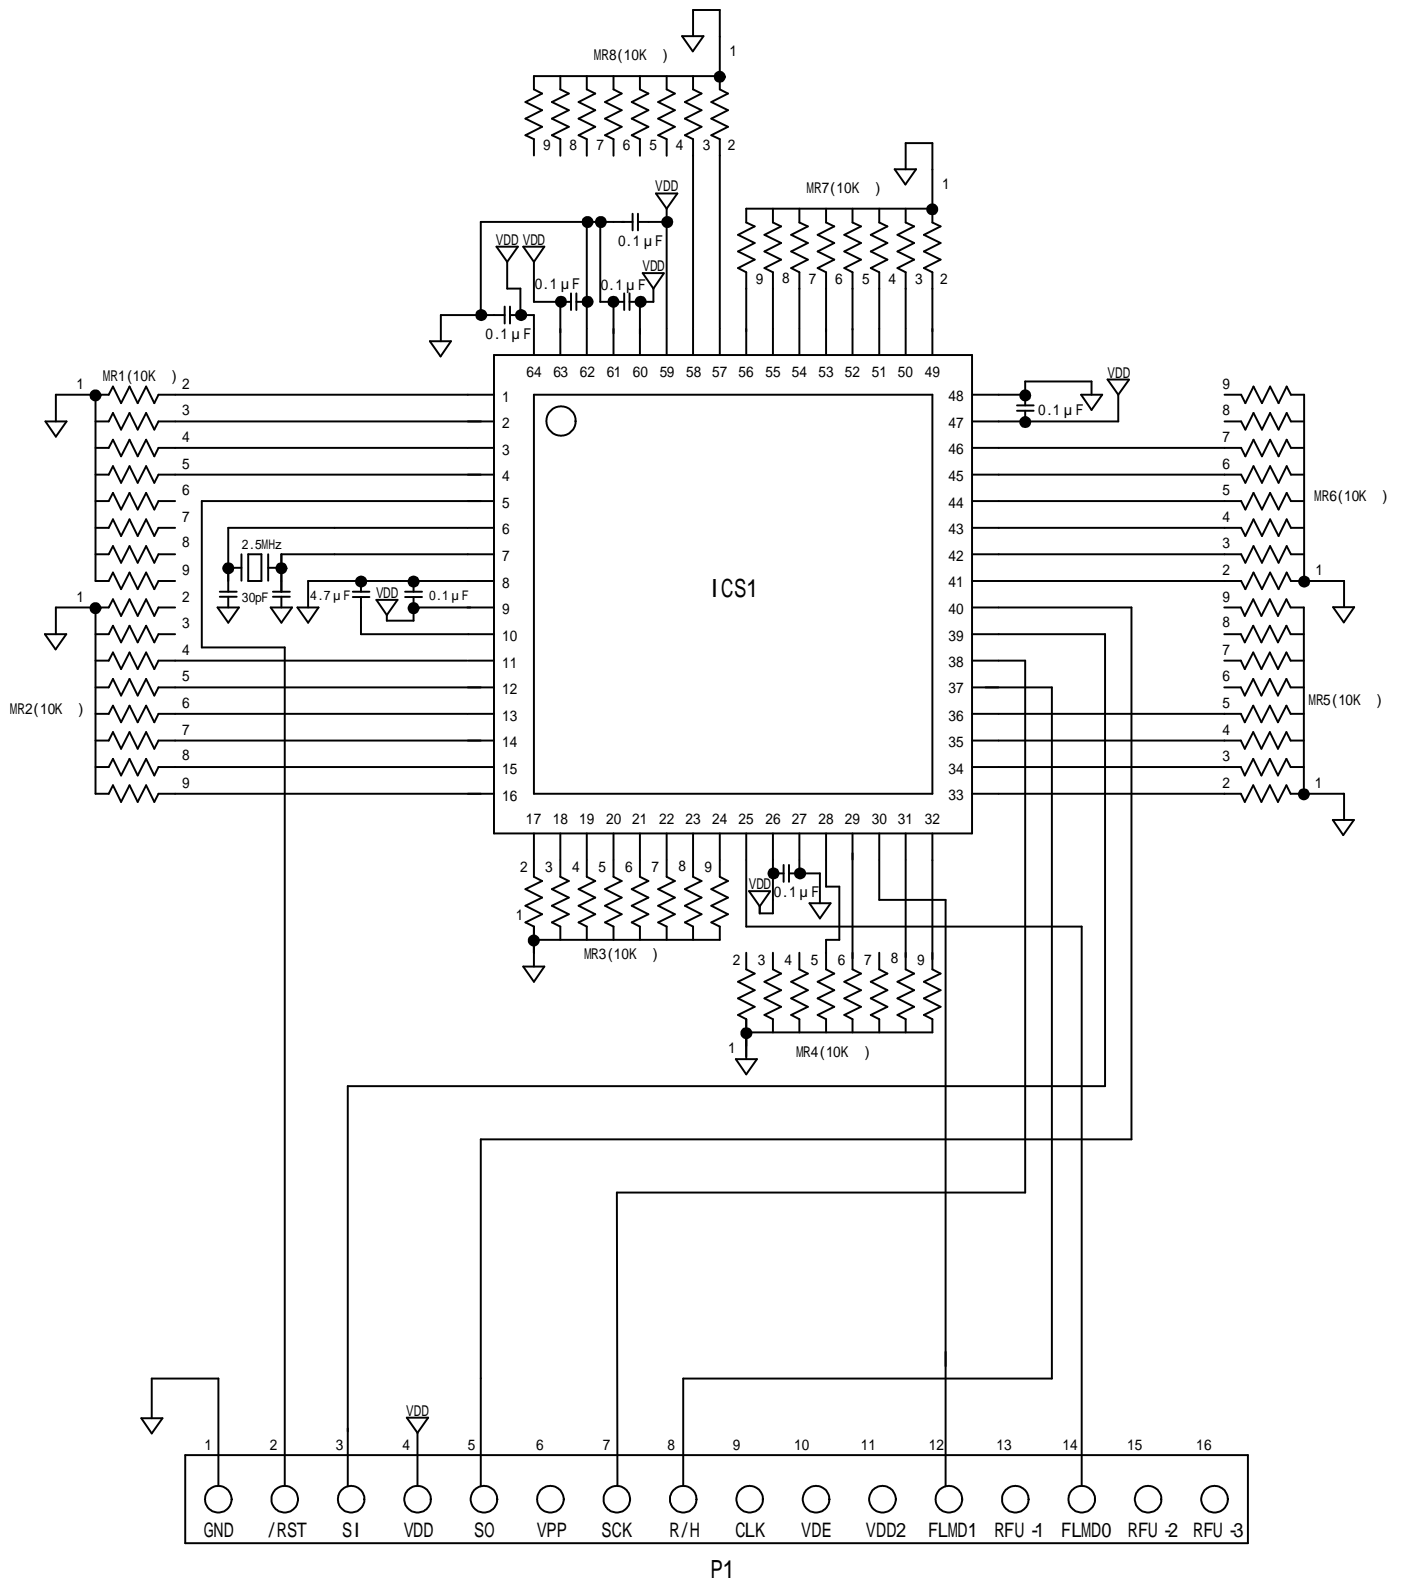 1
MR8(10K )
9 8 7 6 5 4 3 2
1
MR7(10K )
VDD
0.1μF
VDD VDD
VDD
0.1μF 0.1μF
0.1μF
9 8 7 6 5 4 3 2
64 63 62 61 60 59 58 57 56 55 54 53 52 51 50 49
1 MR1(10K ) 2
3
4
5
6
7
8
9
1 2
3
4
5
MR2(10K ) 6
7
8
9
2.5MHz
30pF
4.7μF VDD 0.1μF
1
2
3
4
5
6
7
8
9
10
11
12
13
14
15
16
ICS1
48
47
46
45
44
43
42
41
40
39
38
37
36
35
34
33
VDD
0.1μF
9
8
7
6
5 MR6(10K )
4
3
2 1
9
8
7
6
5 MR5(10K )
4
3
2 1
17 18 19 20 21 22 23 24 25 26 27 28 29 30 31 32
2 3 4 5 6 7 8 9
1
MR3(10K )
VDD 0.1μF
2 3 4 5 6 7 8 9
1 MR4(10K )
VDD
1 2 3 4 5 6 7 8 9 10 11 12 13 14 15 16
GND /RST SI VDD SO VPP SCK R/H CLK VDE VDD2 FLMD1 RFU-1 FLMD0 RFU-2 RFU-3
P1